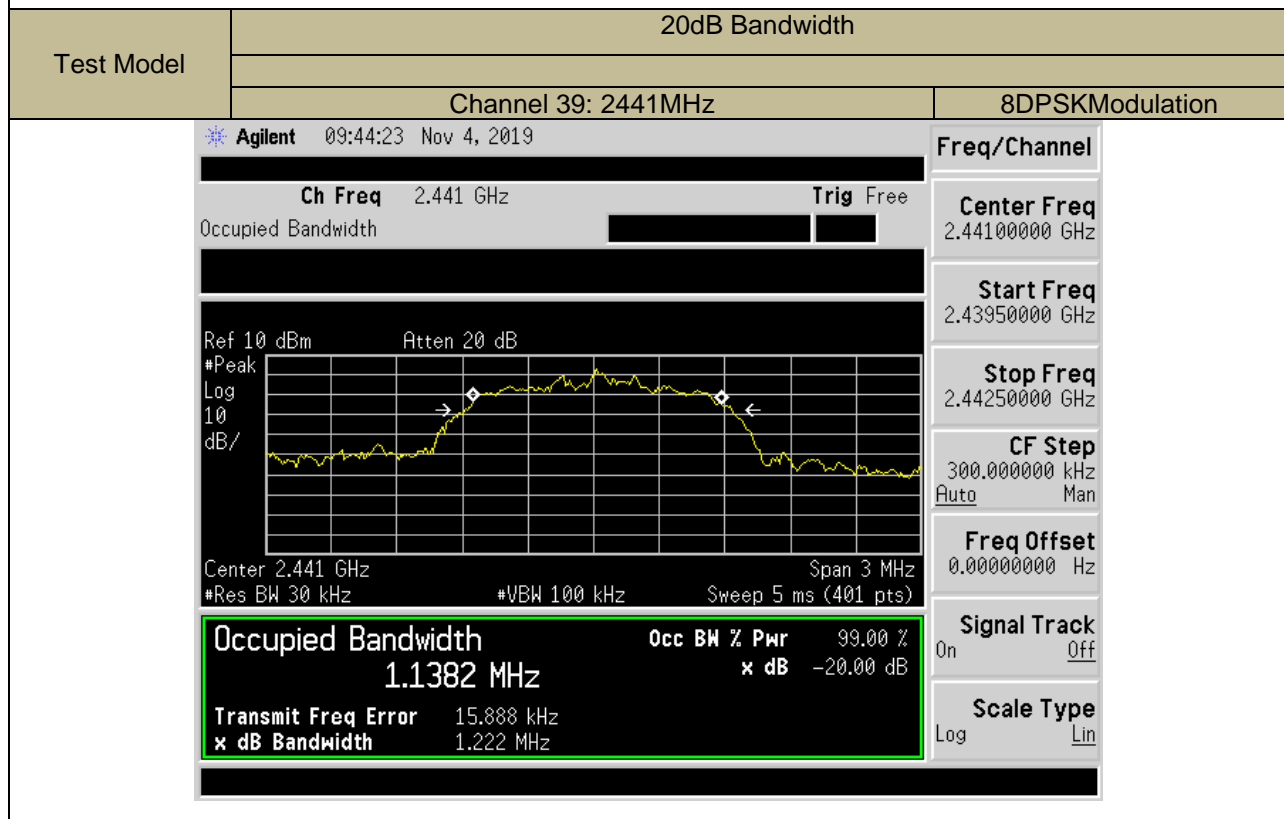 Test Model
20dB Bandwidth
Channel 39: 2441MHz 8DPSKModulation
Agilent 09:44:23 Nov 4, 2019
Ch Freq 2.441 GHz Trig Free
Occupied Bandwidth
Ref 10 dBm Atten 20 dB
#Peak
Log
10
dB/
Center 2.441 GHz Span 3 MHz
#Res BW 30 kHz #VBW 100 kHz Sweep 5 ms (401 pts)
Occupied Bandwidth Occ BW % Pwr 99.00 %
1.1382 MHz x dB -20.00 dB
Transmit Freq Error 15.888 kHz
x dB Bandwidth 1.222 MHz
Freq/Channel
Center Freq
2.44100000 GHz
Start Freq
2.43950000 GHz
Stop Freq
2.44250000 GHz
CF Step
300.000000 kHz
Auto Man
Freq Offset
0.00000000 Hz
Signal Track
On Off
Scale Type
Log Lin